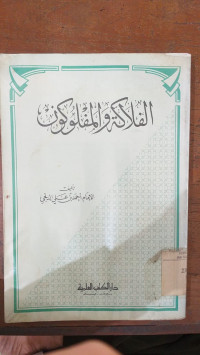 الفلاكة والمفلوكون
تأليف
الإمام أحمد بن علي الدلجي
دار الكتب العلمية